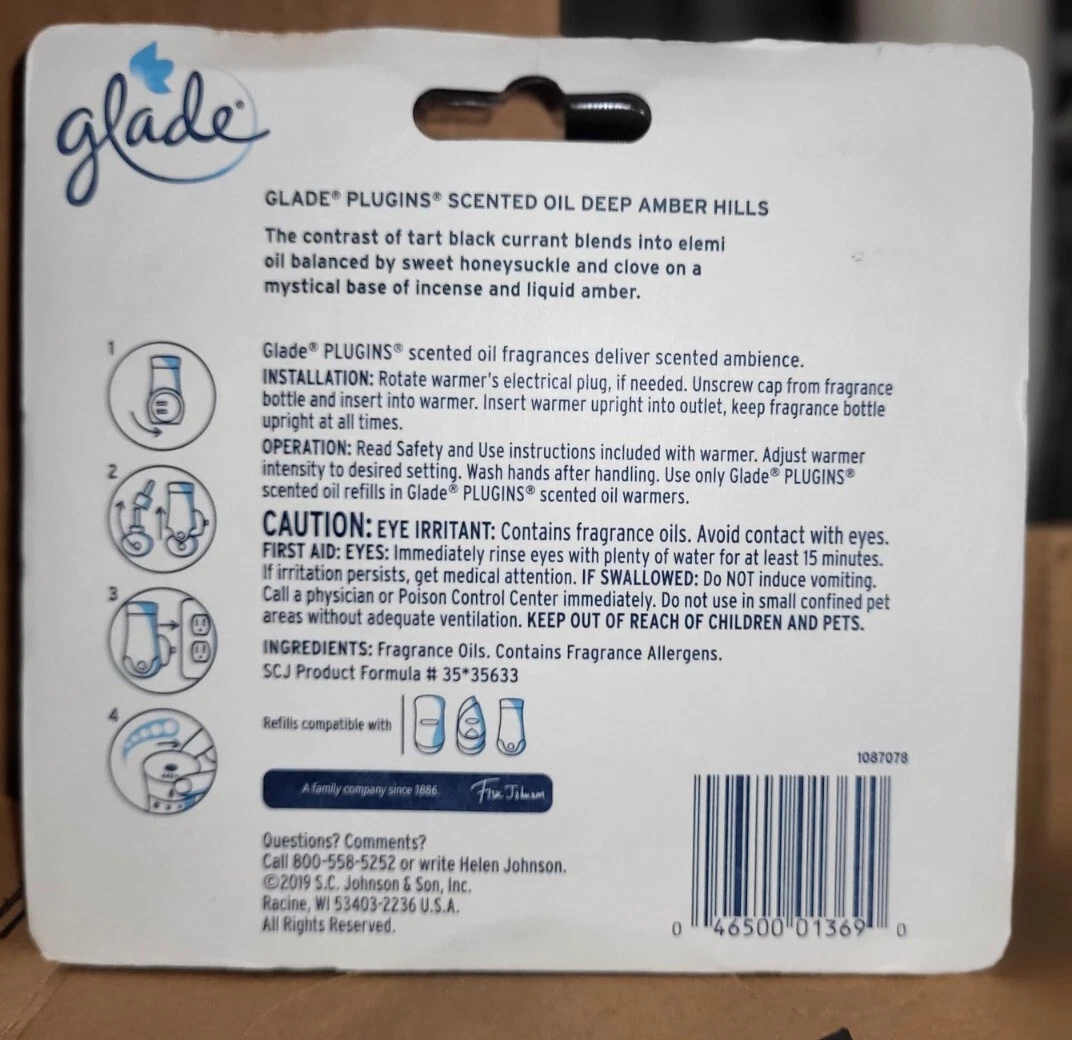 glade®
GLADE® PLUGINS® SCENTED OIL DEEP AMBER HILLS
The contrast of tart black currant blends into elemi
oil balanced by sweet honeysuckle and clove on a
mystical base of incense and liquid amber.
1
Glade® PLUGINS® scented oil fragrances deliver scented ambience.
INSTALLATION: Rotate warmer's electrical plug, if needed. Unscrew cap from fragrance
bottle and insert into warmer. Insert warmer upright into outlet, keep fragrance bottle
upright at all times.
OPERATION: Read Safety and Use instructions included with warmer. Adjust warmer
intensity to desired setting. Wash hands after handling. Use only Glade® PLUGINS®
scented oil refills in Glade® PLUGINS® scented oil warmers.
2
CAUTION: EYE IRRITANT: Contains fragrance oils. Avoid contact with eyes.
FIRST AID: EYES: Immediately rinse eyes with plenty of water for at least 15 minutes.
If irritation persists, get medical attention. IF SWALLOWED: Do NOT induce vomiting.
Call a physician or Poison Control Center immediately. Do not use in small confined pet
areas without adequate ventilation. KEEP OUT OF REACH OF CHILDREN AND PETS.
3
INGREDIENTS: Fragrance Oils. Contains Fragrance Allergens.
SCJ Product Formula # 35*35633
4
Refills compatible with
1087078
A family company since 1886. Fisk Johnson
Questions? Comments?
Call 800-558-5252 or write Helen Johnson.
©2019 S.C. Johnson & Son, Inc.
Racine, WI 53403-2236 U.S.A.
All Rights Reserved.
0 46500 01369 0